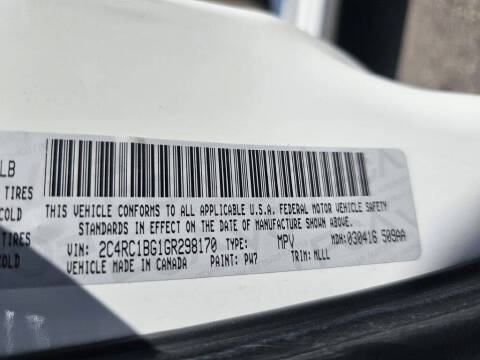 LB
TIRES
COLD
TIRES
COLD
THIS VEHICLE CONFORMS TO ALL APPLICABLE U.S.A. FEDERAL MOTOR VEHICLE SAFETY
STANDARDS IN EFFECT ON THE DATE OF MANUFACTURE SHOWN ABOVE.
VIN: 2C4RC1BG1GR298170 TYPE: MPV MDH: 030416 509AA
VEHICLE MADE IN CANADA PAINT: PW7 TRIM: MLLL